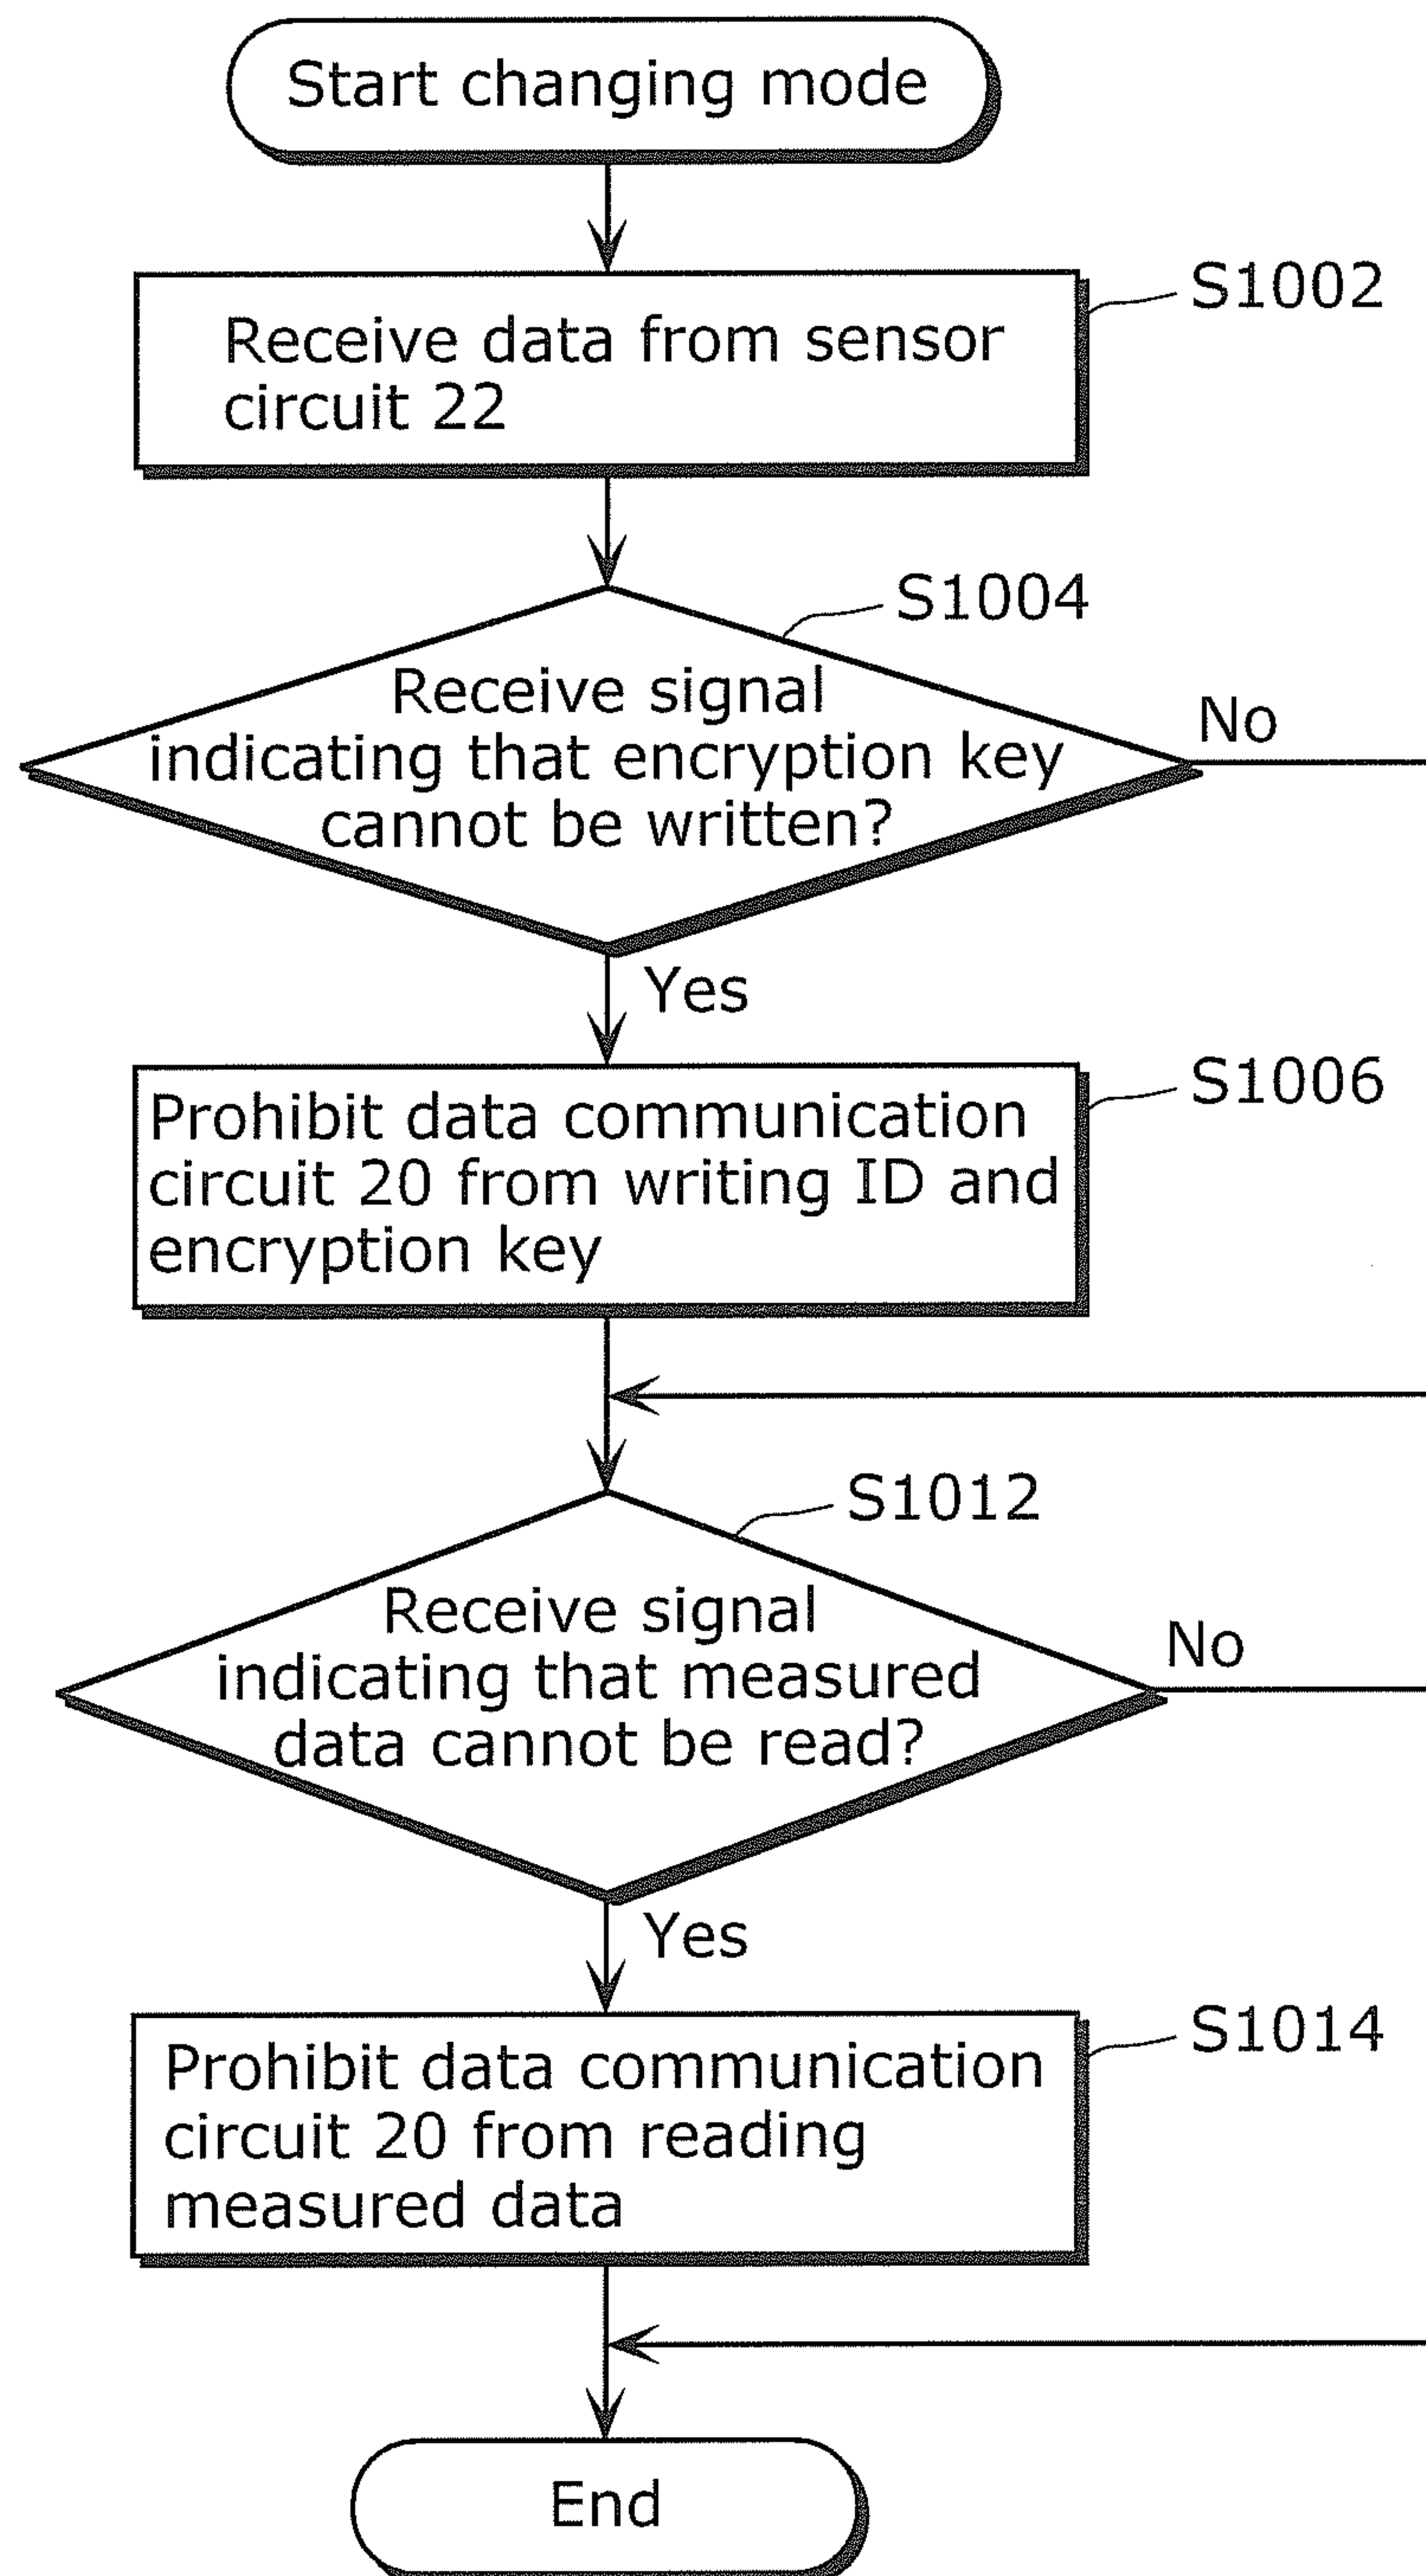 Start changing mode
S1002
Receive data from sensor
circuit 22
S1004
Receive signal
indicating that encryption key
cannot be written?
No
Yes
S1006
Prohibit data communication
circuit 20 from writing ID and
encryption key
S1012
Receive signal
indicating that measured
data cannot be read?
No
Yes
S1014
Prohibit data communication
circuit 20 from reading
measured data
End